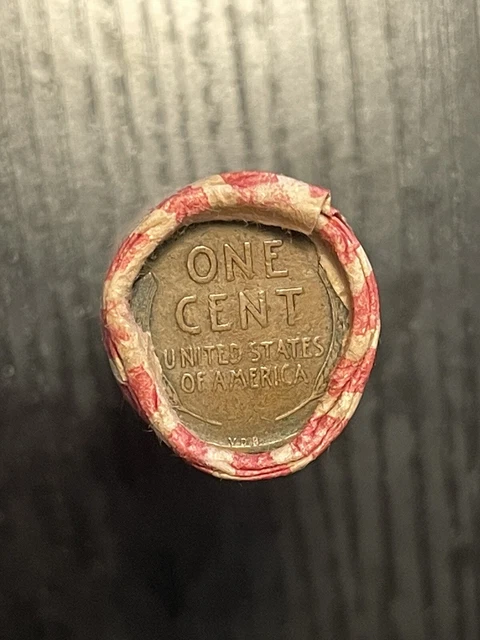 ONE
CENT
UNITED STATES
OF AMERICA
V.D.B.